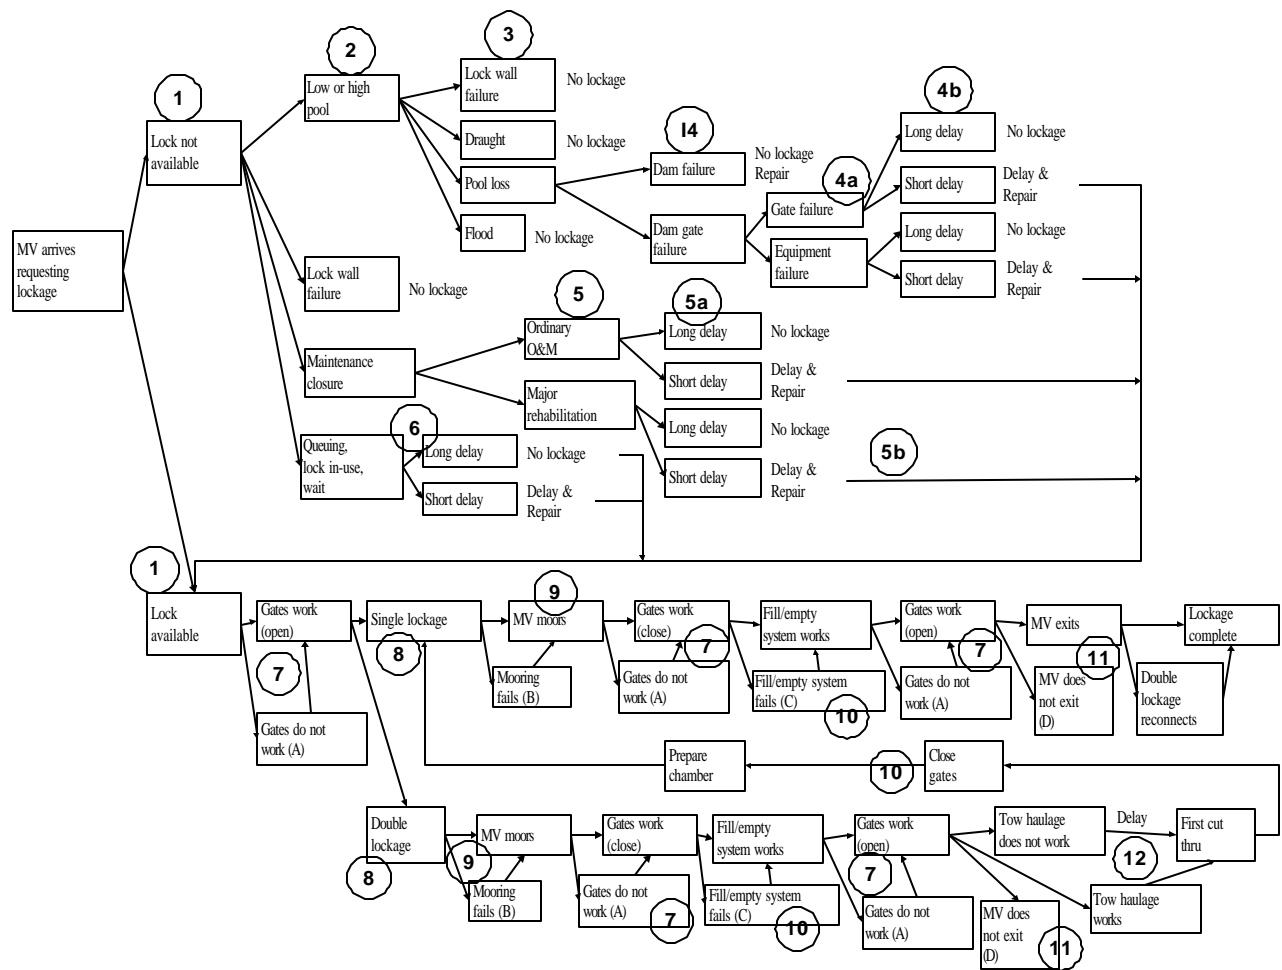 3
2
Lock wall
failure
No lockage
Low or high
pool
4b
1
Long delay
No lockage
I4
Lock not
available
Draught
No lockage
Dam failure
No lockage
Repair
Pool loss
4a
Short delay
Delay &
Repair
Gate failure
Flood
No lockage
Dam gate
failure
Long delay
No lockage
MV arrives
requesting
lockage
Equipment
failure
Short delay
Delay &
Repair
Lock wall
failure
No lockage
5
5a
Ordinary
O&M
Long delay
No lockage
Maintenance
closure
Short delay
Delay &
Repair
Major
rehabilitation
Long delay
No lockage
6
Queuing,
lock in-use,
wait
Long delay
No lockage
5b
Short delay
Delay &
Repair
Short delay
Delay &
Repair
1
Lock
available
Gates work
(open)
Single lockage
9
MV moors
Gates work
(close)
Fill/empty
system works
Gates work
(open)
MV exits
Lockage
complete
7
8
7
7
11
Mooring
fails (B)
Gates do not
work (A)
Fill/empty system
fails (C)
10
Gates do not
work (A)
MV does
not exit
(D)
Double
lockage
reconnects
Gates do not
work (A)
Prepare
chamber
10
Close
gates
Double
lockage
MV moors
Gates work
(close)
Fill/empty
system works
Gates work
(open)
Tow haulage
does not work
Delay
First cut
thru
8
9
7
12
Mooring
fails (B)
Gates do not
work (A)
7
Fill/empty system
fails (C)
10
Gates do not
work (A)
MV does
not exit
(D)
11
Tow haulage
works